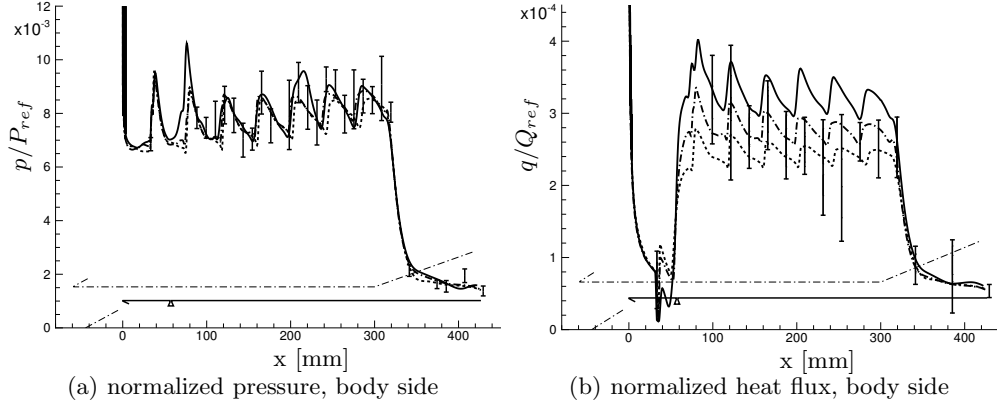 x10⁻³
12
10
8
6
4
2
0
p/P_ref
0 100 200 300 400
x [mm]
(a) normalized pressure, body side
x10⁻⁴
4
3
2
1
0
q/Q_ref
0 100 200 300 400
x [mm]
(b) normalized heat flux, body side